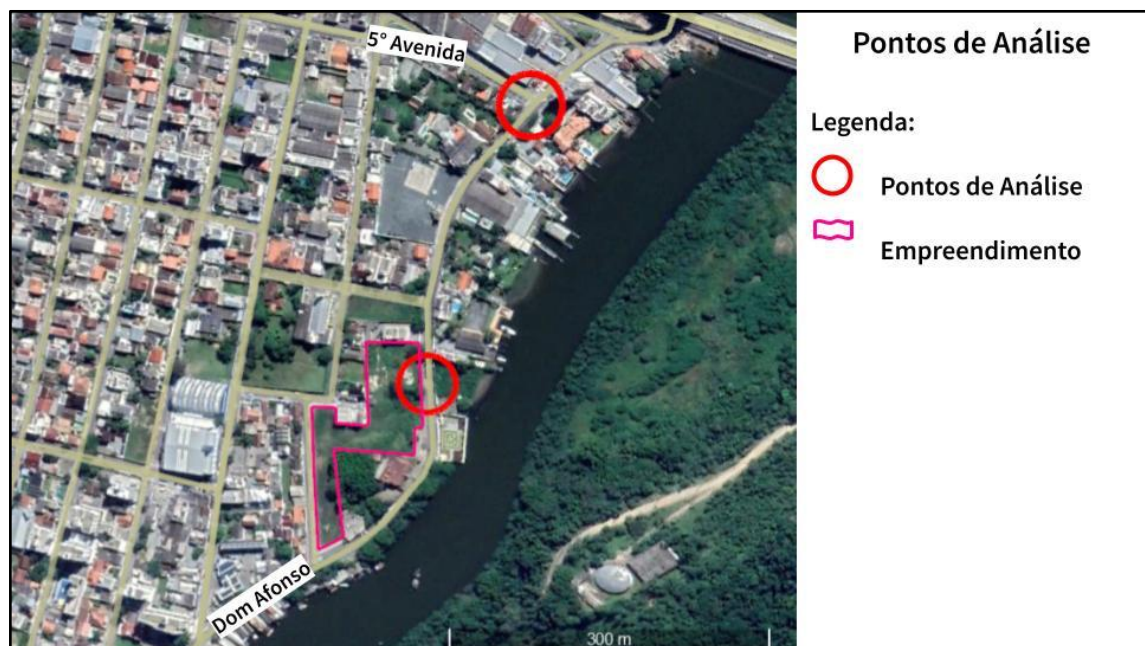 5° Avenida
Dom Afonso
300 m
Pontos de Análise
Legenda:
Pontos de Análise
Empreendimento